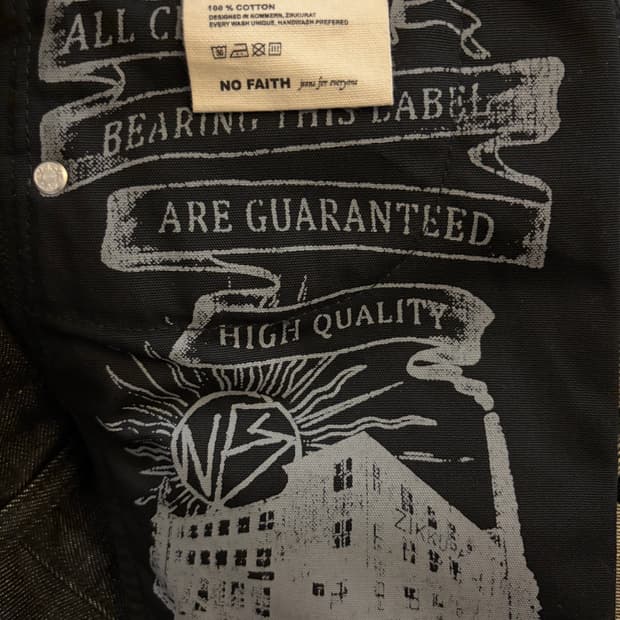 100 % COTTON
DESIGNED IN KOMMERN, ZIKKURAT
EVERY WASH UNIQUE, HANDWASH PREFERED
NO FAITH jeans for everyone
ALL
BEARING THIS LABEL
ARE GUARANTEED
HIGH QUALITY
NF